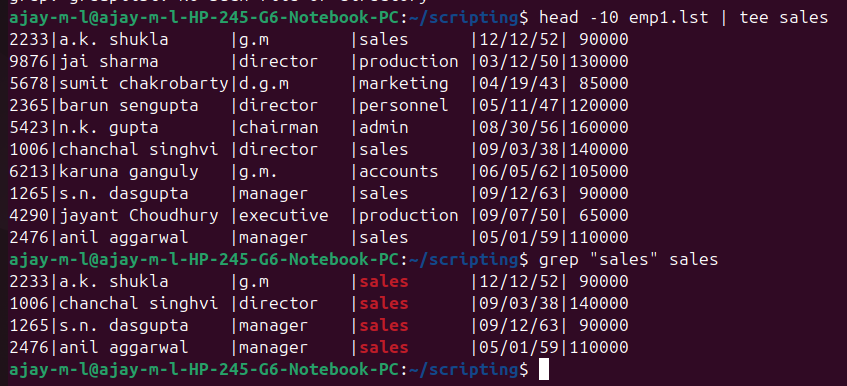 grep: grepfile: No such file or directory
ajay-m-l@ajay-m-l-HP-245-G6-Notebook-PC:~/scripting$ head -10 emp1.lst | tee sales
2233|a.k. shukla      |g.m       |sales      |12/12/52| 90000
9876|jai sharma       |director  |production |03/12/50|130000
5678|sumit chakrobarty|d.g.m     |marketing  |04/19/43| 85000
2365|barun sengupta   |director  |personnel  |05/11/47|120000
5423|n.k. gupta       |chairman  |admin      |08/30/56|160000
1006|chanchal singhvi |director  |sales      |09/03/38|140000
6213|karuna ganguly   |g.m.      |accounts   |06/05/62|105000
1265|s.n. dasgupta    |manager   |sales      |09/12/63| 90000
4290|jayant Choudhury |executive |production |09/07/50| 65000
2476|anil aggarwal    |manager   |sales      |05/01/59|110000
ajay-m-l@ajay-m-l-HP-245-G6-Notebook-PC:~/scripting$ grep "sales" sales
2233|a.k. shukla      |g.m       |sales      |12/12/52| 90000
1006|chanchal singhvi |director  |sales      |09/03/38|140000
1265|s.n. dasgupta    |manager   |sales      |09/12/63| 90000
2476|anil aggarwal    |manager   |sales      |05/01/59|110000
ajay-m-l@ajay-m-l-HP-245-G6-Notebook-PC:~/scripting$